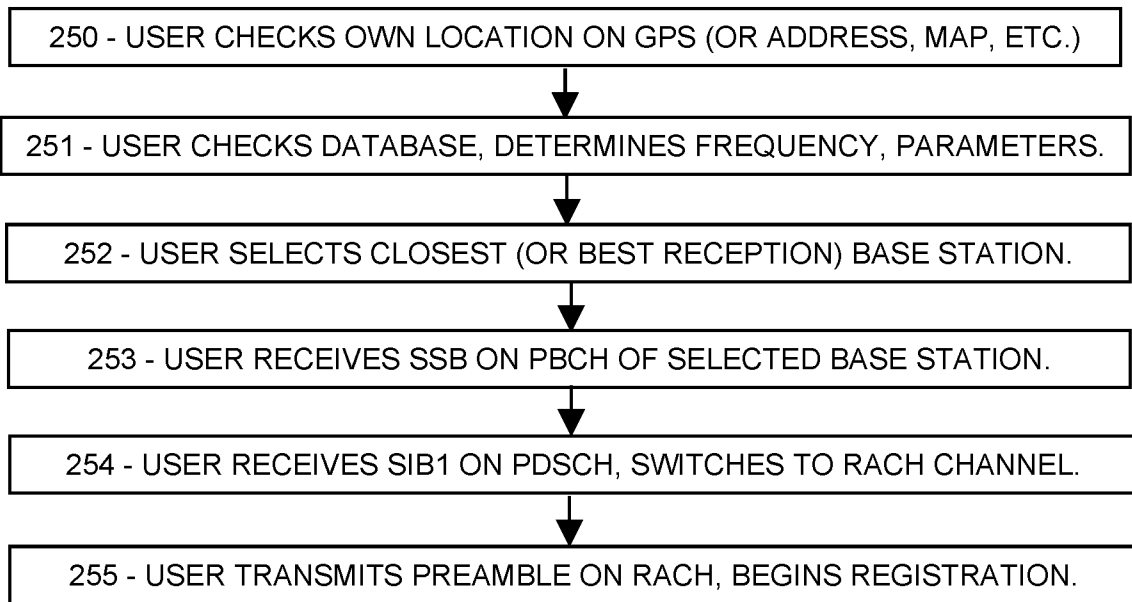 250 - USER CHECKS OWN LOCATION ON GPS (OR ADDRESS, MAP, ETC.)
251 - USER CHECKS DATABASE, DETERMINES FREQUENCY, PARAMETERS.
252 - USER SELECTS CLOSEST (OR BEST RECEPTION) BASE STATION.
253 - USER RECEIVES SSB ON PBCH OF SELECTED BASE STATION.
254 - USER RECEIVES SIB1 ON PDSCH, SWITCHES TO RACH CHANNEL.
255 - USER TRANSMITS PREAMBLE ON RACH, BEGINS REGISTRATION.